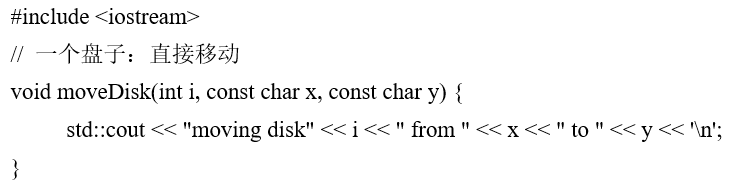 #include <iostream>
// 一个盘子：直接移动
void moveDisk(int i, const char x, const char y) {
std::cout << "moving disk" << i << " from " << x << " to " << y << '\n';
}